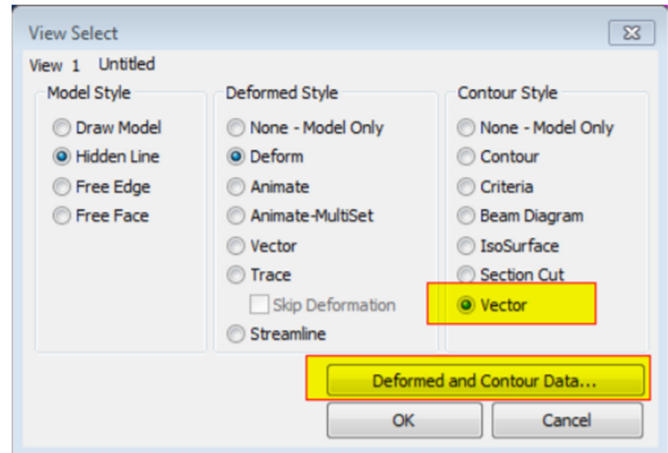 View Select
View 1 Untitled
Model Style
Draw Model
Hidden Line
Free Edge
Free Face
Deformed Style
None - Model Only
Deform
Animate
Animate-MultiSet
Vector
Trace
Skip Deformation
Streamline
Contour Style
None - Model Only
Contour
Criteria
Beam Diagram
IsoSurface
Section Cut
Vector
Deformed and Contour Data...
OK
Cancel